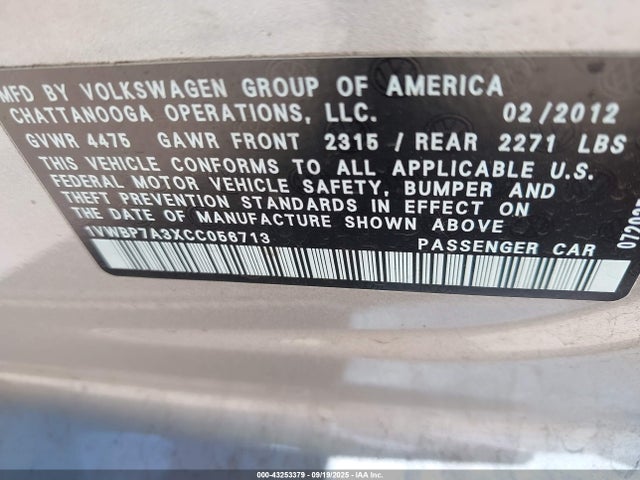 MFD BY VOLKSWAGEN GROUP OF AMERICA
CHATTANOOGA OPERATIONS, LLC. 02/2012
GVWR 4475 GAWR FRONT 2315 / REAR 2271 LBS
THIS VEHICLE CONFORMS TO ALL APPLICABLE U.S.
FEDERAL MOTOR VEHICLE SAFETY, BUMPER AND
THEFT PREVENTION STANDARDS IN EFFECT ON
THE DATE OF MANUFACTURE SHOWN ABOVE
1VWBP7A3XCC056713 PASSENGER CAR
000-43253379 - 09/19/2025 - IAA Inc.